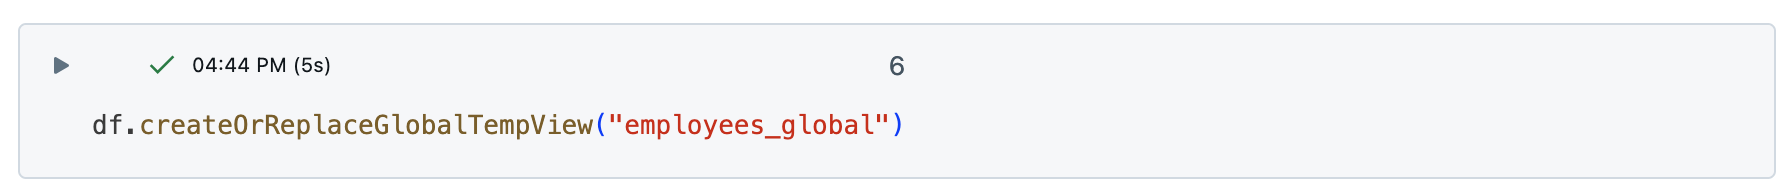 04:44 PM (5s) 6
df.createOrReplaceGlobalTempView("employees_global")